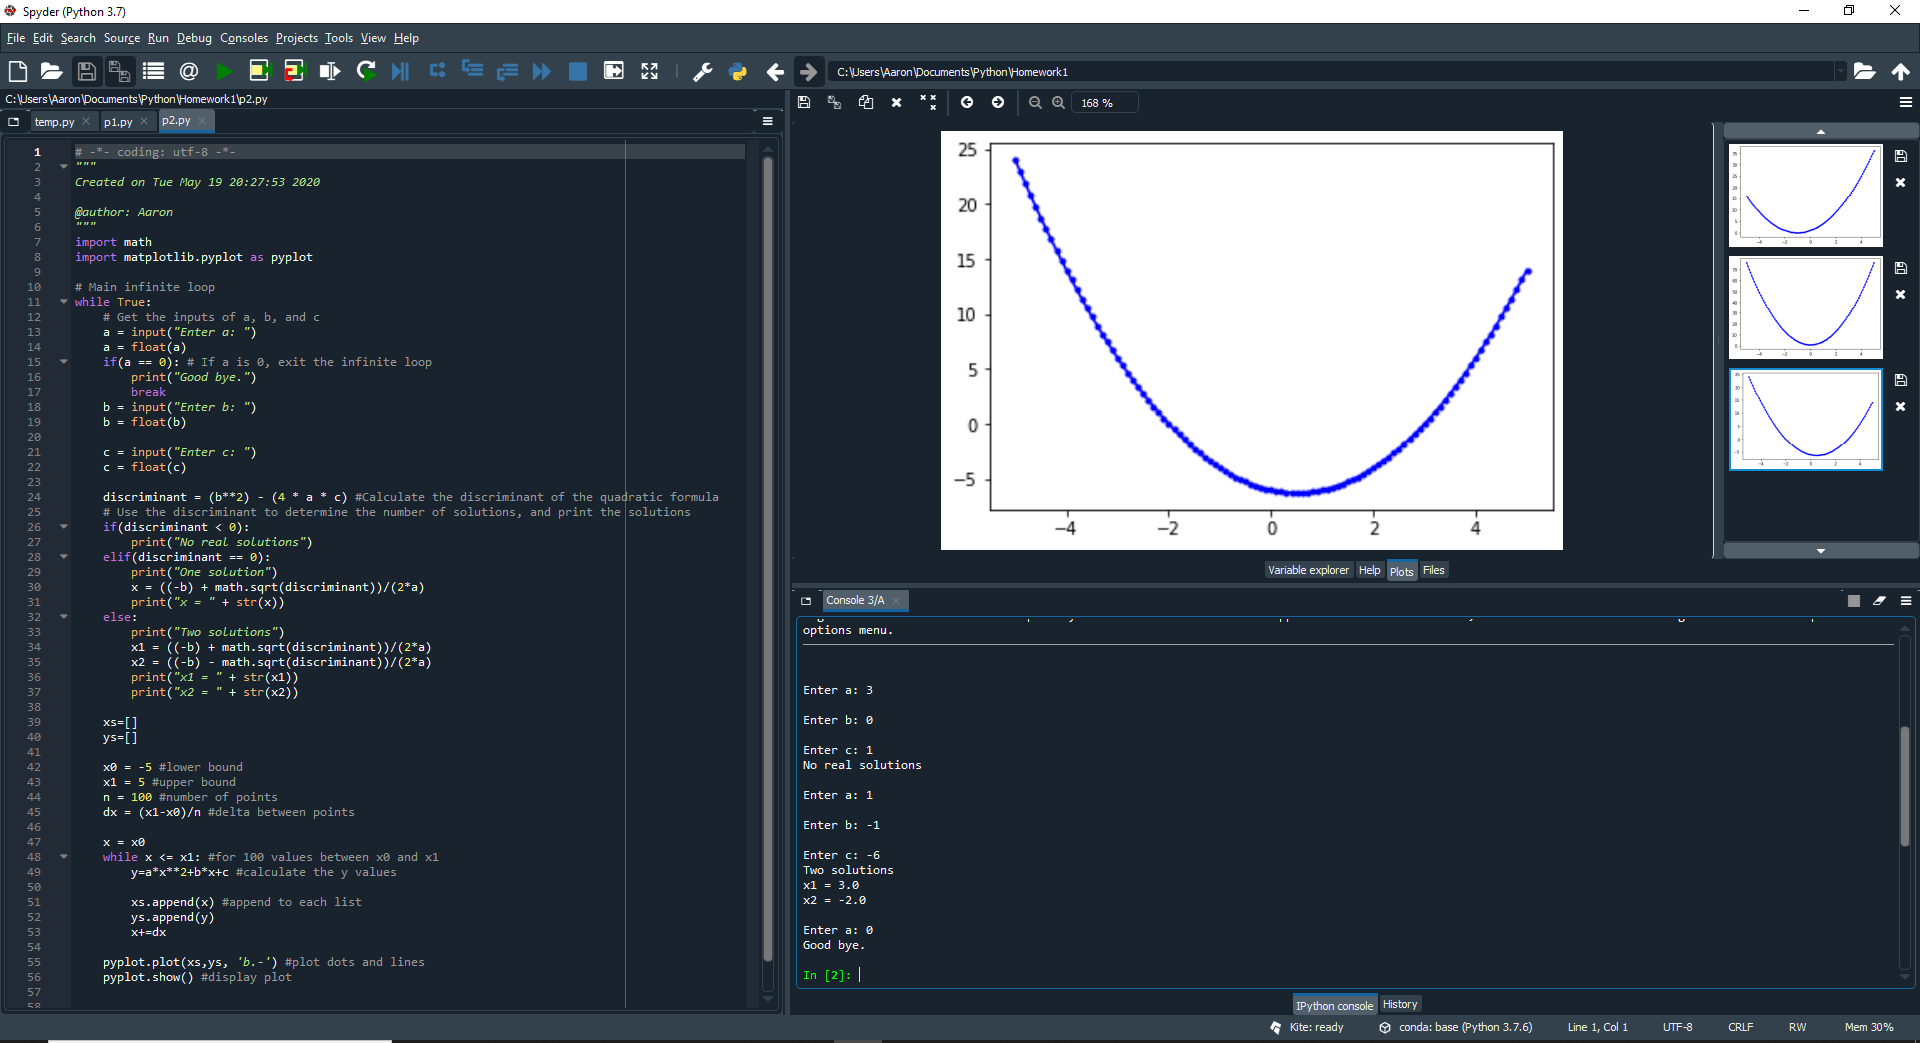 Spyder (Python 3.7)
File Edit Search Source Run Debug Consoles Projects Tools View Help
C:\Users\Aaron\Documents\Python\Homework1
C:\Users\Aaron\Documents\Python\Homework1\p2.py
temp.py p1.py p2.py
1 # -*- coding: utf-8 -*-
2 """
3 Created on Tue May 19 20:27:53 2020
4
5 @author: Aaron
6 """
7 import math
8 import matplotlib.pyplot as pyplot
9
10 # Main infinite loop
11 while True:
12     # Get the inputs of a, b, and c
13     a = input("Enter a: ")
14     a = float(a)
15     if(a == 0): # If a is 0, exit the infinite loop
16         print("Good bye.")
17         break
18     b = input("Enter b: ")
19     b = float(b)
20
21     c = input("Enter c: ")
22     c = float(c)
23
24     discriminant = (b**2) - (4 * a * c) #Calculate the discriminant of the quadratic formula
25     # Use the discriminant to determine the number of solutions, and print the solutions
26     if(discriminant < 0):
27         print("No real solutions")
28     elif(discriminant == 0):
29         print("One solution")
30         x = ((-b) + math.sqrt(discriminant))/(2*a)
31         print("x = " + str(x))
32     else:
33         print("Two solutions")
34         x1 = ((-b) + math.sqrt(discriminant))/(2*a)
35         x2 = ((-b) - math.sqrt(discriminant))/(2*a)
36         print("x1 = " + str(x1))
37         print("x2 = " + str(x2))
38
39     xs=[]
40     ys=[]
41
42     x0 = -5 #lower bound
43     x1 = 5 #upper bound
44     n = 100 #number of points
45     dx = (x1-x0)/n #delta between points
46
47     x = x0
48     while x <= x1: #for 100 values between x0 and x1
49         y=a*x**2+b*x+c #calculate the y values
50
51         xs.append(x) #append to each list
52         ys.append(y)
53         x+=dx
54
55     pyplot.plot(xs,ys, 'b.-') #plot dots and lines
56     pyplot.show() #display plot
57
58
168 %
25
20
15
10
5
0
−5
−4 −2 0 2 4
Variable explorer Help Plots Files
Console 3/A
options menu.
Enter a: 3
Enter b: 0
Enter c: 1
No real solutions
Enter a: 1
Enter b: -1
Enter c: -6
Two solutions
x1 = 3.0
x2 = -2.0
Enter a: 0
Good bye.
In [2]:
IPython console History
Kite: ready conda: base (Python 3.7.6) Line 1, Col 1 UTF-8 CRLF RW Mem 30%